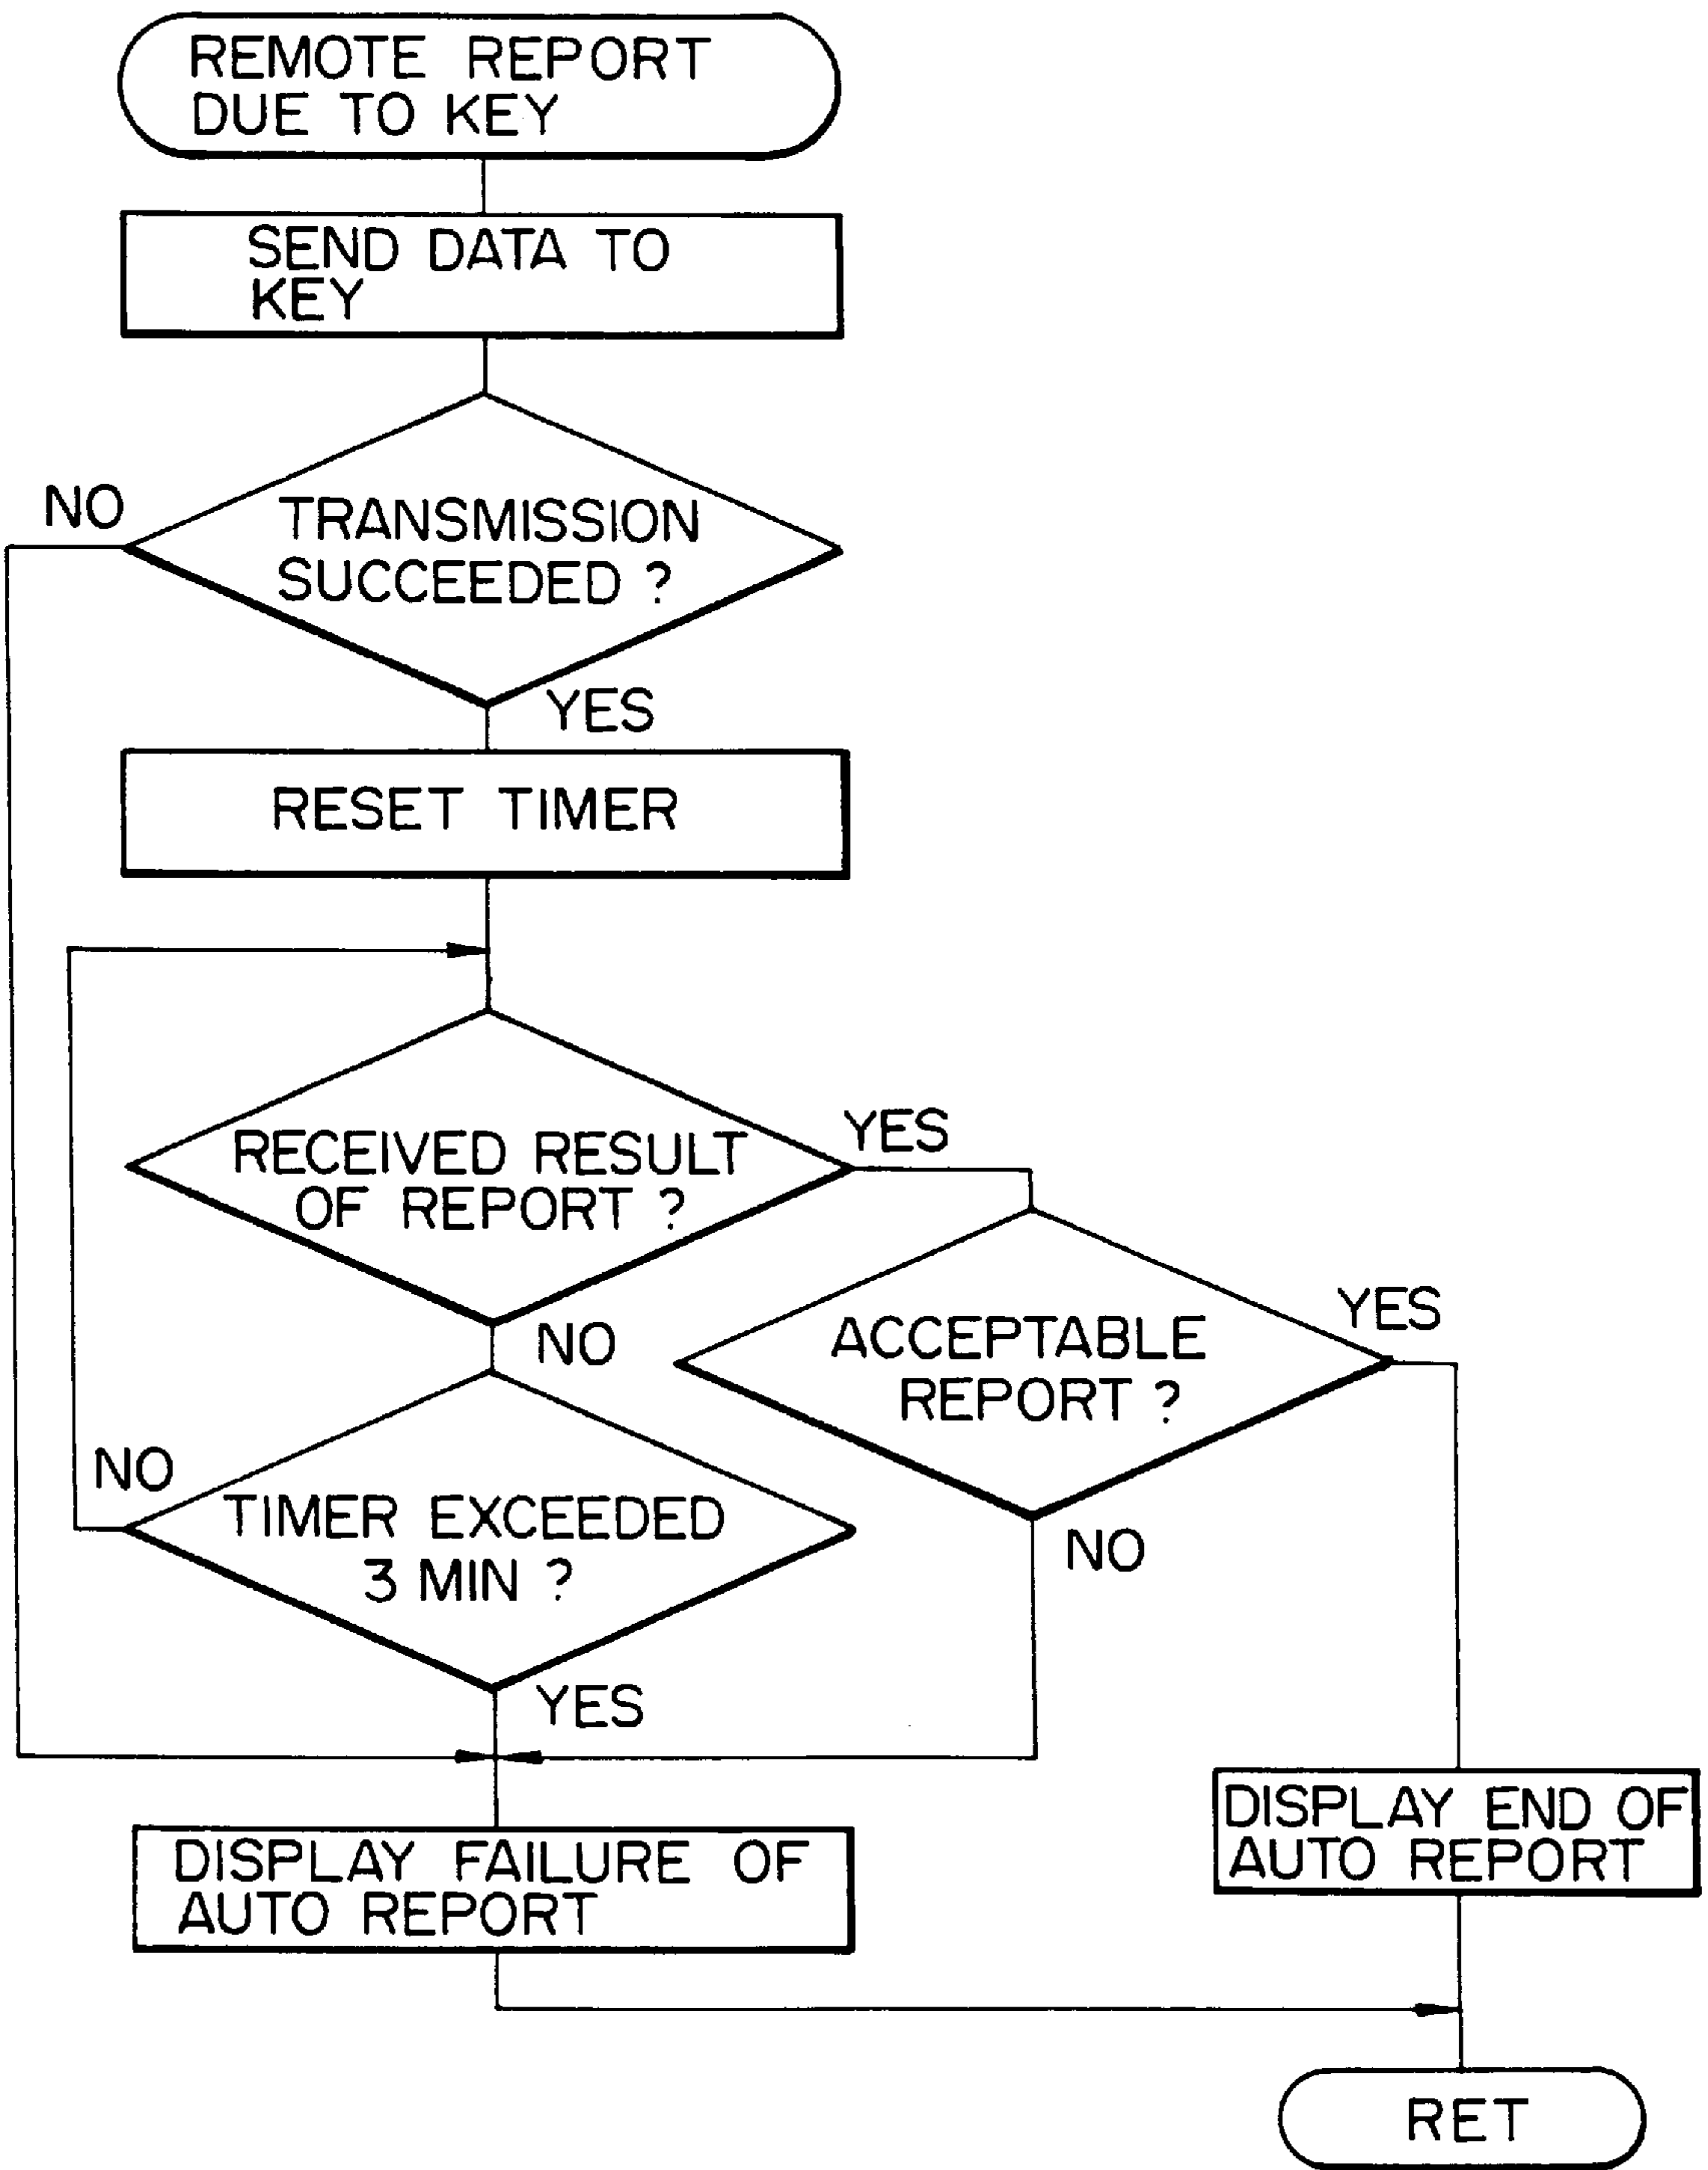 REMOTE REPORT
DUE TO KEY
SEND DATA TO
KEY
NO
TRANSMISSION
SUCCEEDED ?
YES
RESET TIMER
RECEIVED RESULT
OF REPORT ?
YES
NO
ACCEPTABLE
REPORT ?
YES
NO
NO
TIMER EXCEEDED
3 MIN ?
YES
DISPLAY FAILURE OF
AUTO REPORT
DISPLAY END OF
AUTO REPORT
RET